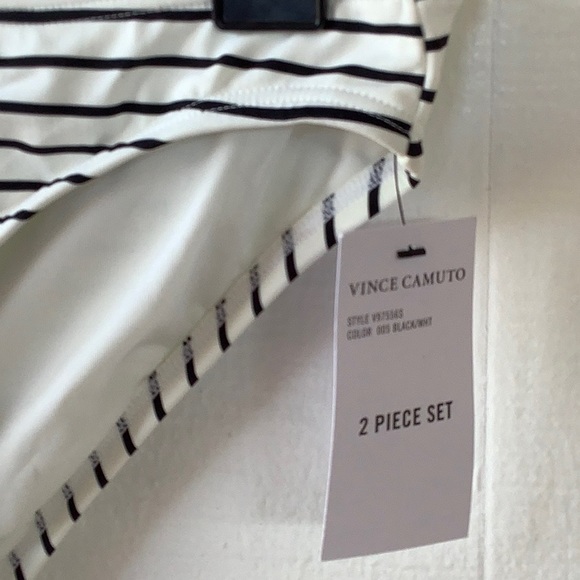 VINCE CAMUTO
STYLE V97556S
COLOR 005 BLACK/WHT
2 PIECE SET